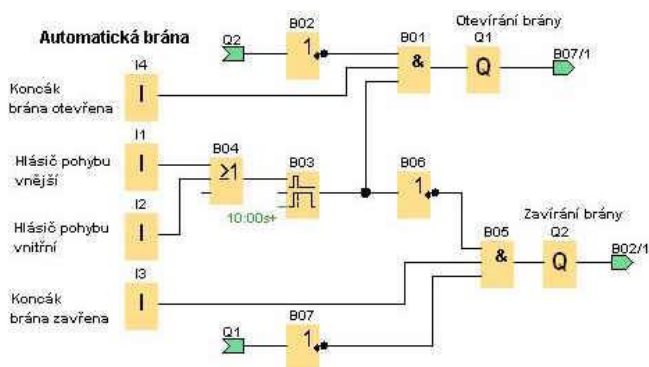 Automatická brána
Q2
B02
1
B01
&
Otevírání brány
Q1
Q
B07/1
I4
I
Koncák
brána otevřena
I1
I
Hlásič pohybu
vnější
B04
≥1
B03
10:00s+
B06
1
I2
I
Hlásič pohybu
vnitřní
Zavírání brány
B05
&
Q2
Q
B02/1
I3
I
Koncák
brána zavřena
Q1
B07
1